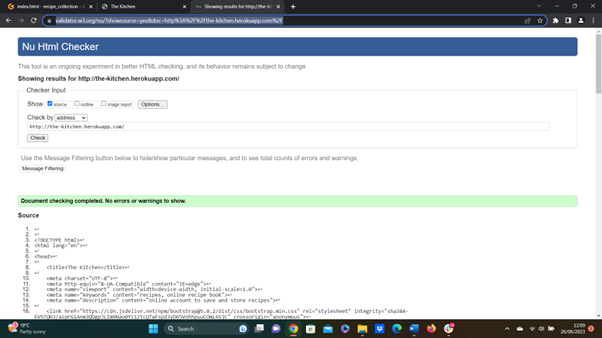 index.html - recipe_collection -
The Kitchen
Showing results for http://the-kit
validator.w3.org/nu/?showsource=yes&doc=http%3A%2F%2Fthe-kitchen.herokuapp.com%2F
Nu Html Checker
This tool is an ongoing experiment in better HTML checking, and its behavior remains subject to change
Showing results for http://the-kitchen.herokuapp.com/
Checker Input
Show source outline image report Options...
Check by address
http://the-kitchen.herokuapp.com/
Check
Use the Message Filtering button below to hide/show particular messages, and to see total counts of errors and warnings.
Message Filtering
Document checking completed. No errors or warnings to show.
Source
1. ↩
2. ↩
3. <!DOCTYPE html>↩
4. <html lang="en">↩
5. ↩
6. <head>↩
7. ↩
8. <title>The Kitchen</title>↩
9. ↩
10. <meta charset="UTF-8">↩
11. <meta http-equiv="X-UA-Compatible" content="IE=edge">↩
12. <meta name="viewport" content="width=device-width, initial-scale=1.0">↩
13. <meta name="keywords" content="recipes, online recipe book">↩
14. <meta name="description" content="online account to save and store recipes">↩
15. ↩
16. <link href="https://cdn.jsdelivr.net/npm/bootstrap@5.0.2/dist/css/bootstrap.min.css" rel="stylesheet" integrity="sha384-
19°C
Partly sunny
Search
12:09
26/06/2023